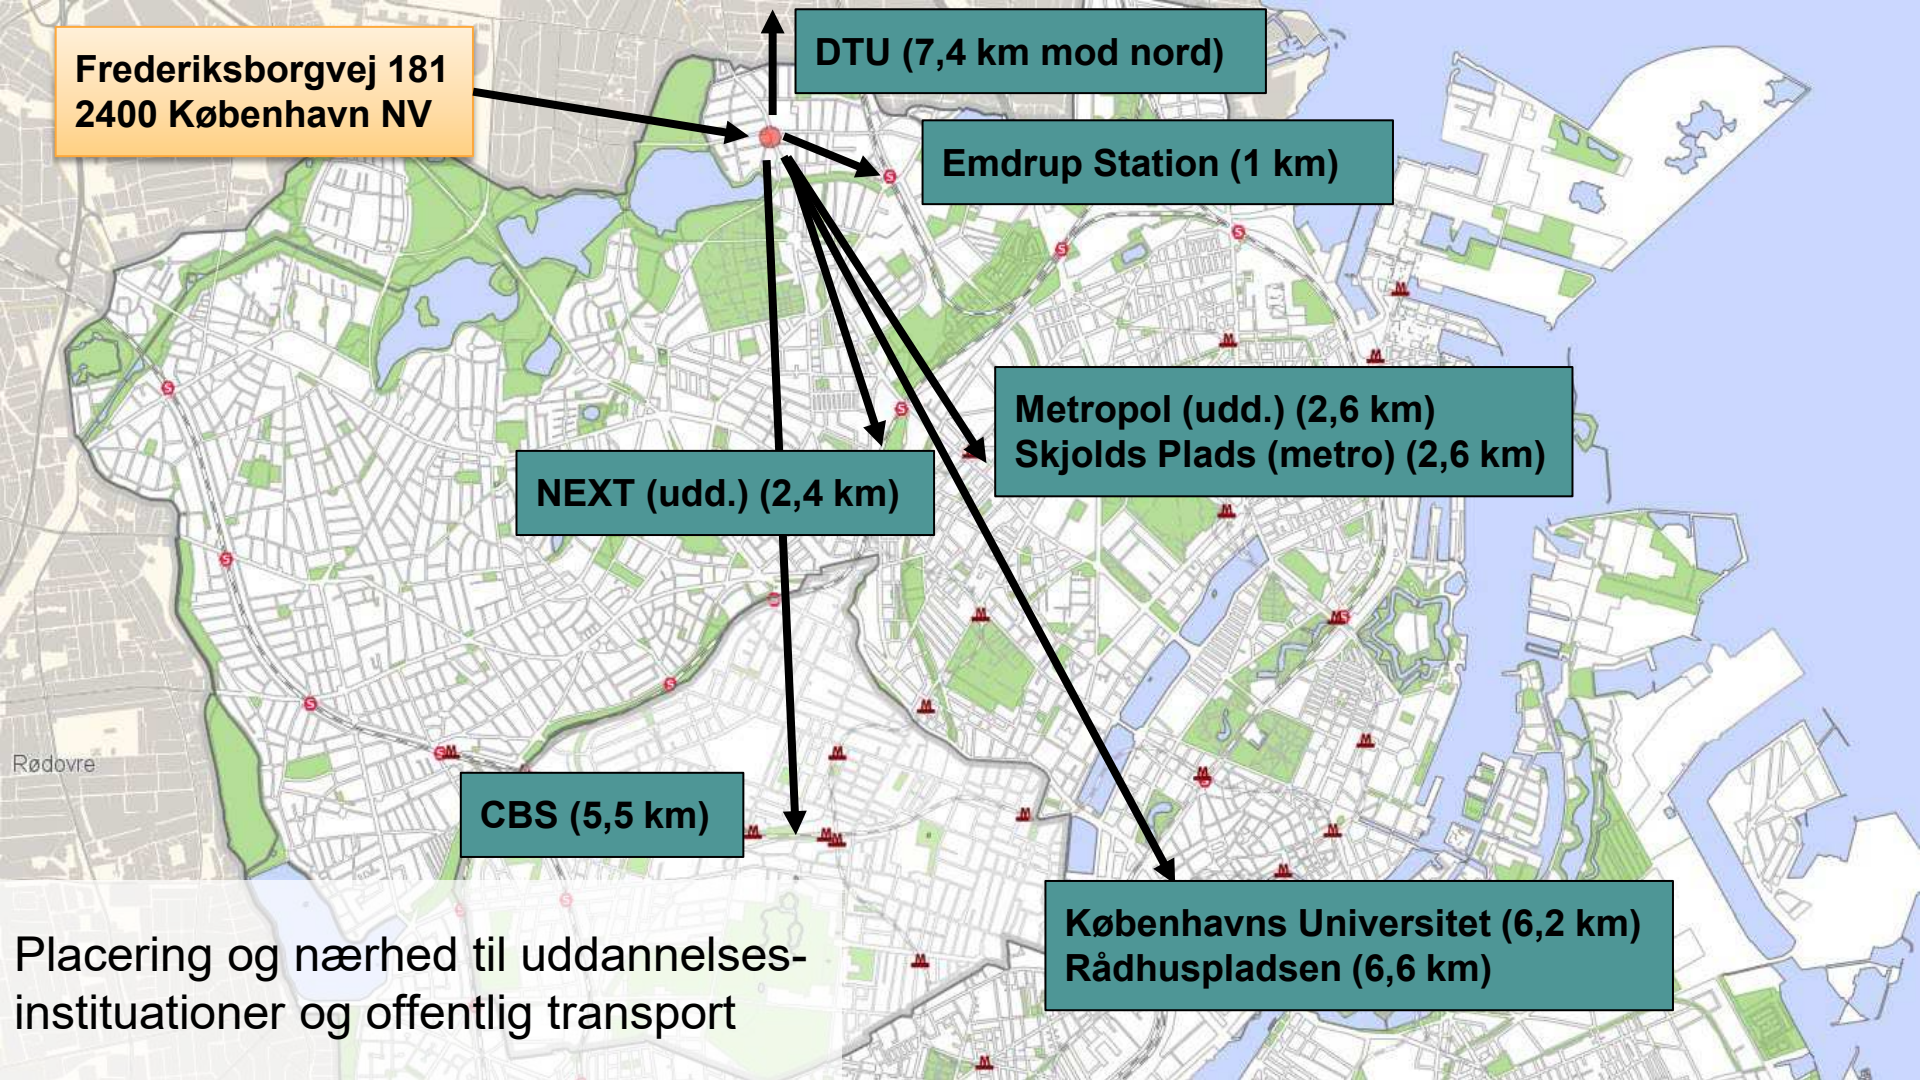 Frederiksborgvej 181
2400 København NV
DTU (7,4 km mod nord)
Emdrup Station (1 km)
Metropol (udd.) (2,6 km)
Skjolds Plads (metro) (2,6 km)
NEXT (udd.) (2,4 km)
Rødovre
CBS (5,5 km)
Københavns Universitet (6,2 km)
Rådhuspladsen (6,6 km)
Placering og nærhed til uddannelses-
instituationer og offentlig transport